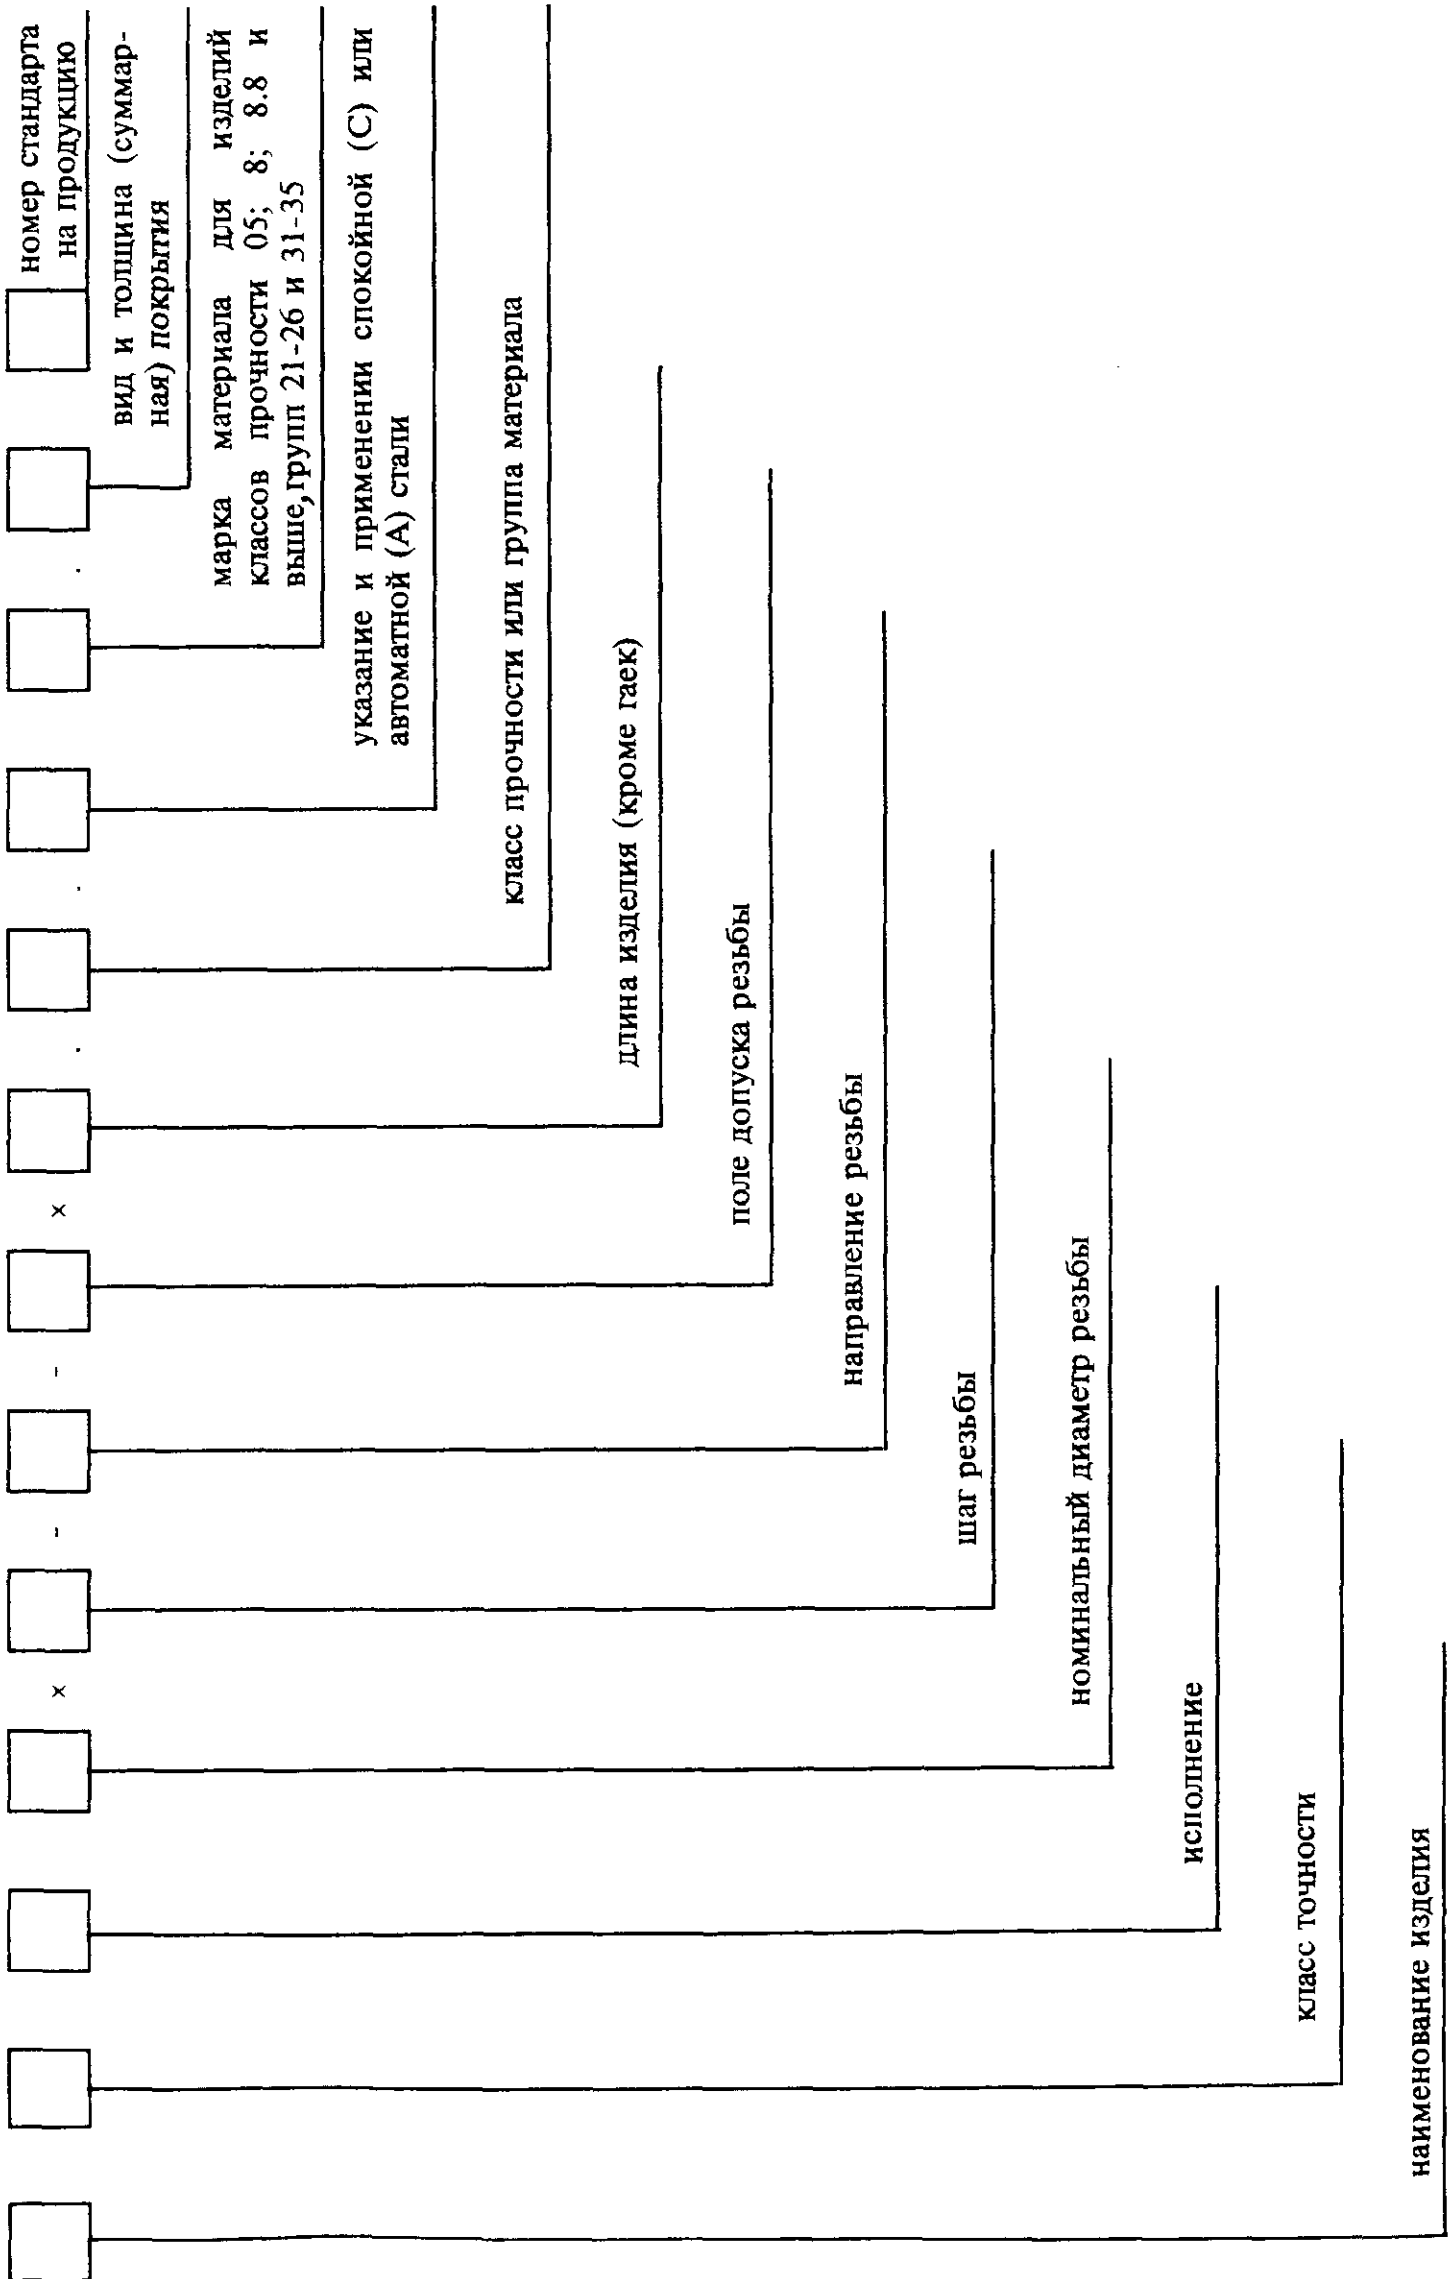 номер стандарта
на продукцию
вид и толщина (суммар-
ная) покрытия
марка материала для изделий
классов прочности 05; 8; 8.8 и
выше, групп 21-26 и 31-35
указание и применении спокойной (С) или
автоматной (А) стали
класс прочности или группа материала
длина изделия (кроме гаек)
поле допуска резьбы
направление резьбы
шаг резьбы
номинальный диаметр резьбы
исполнение
класс точности
наименование изделия
x - - x . . .